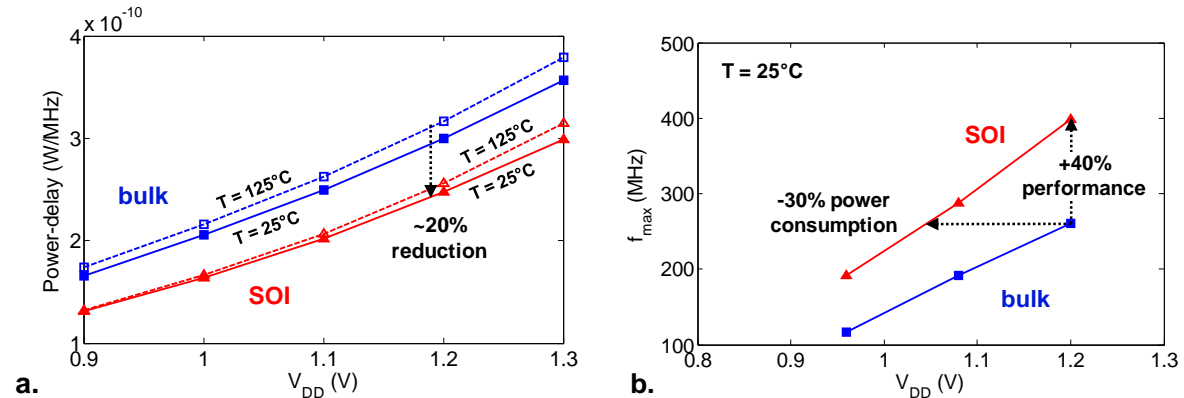 4 x 10^-10
3
2
1
Power-delay (W/MHz)
bulk
T = 125°C
T = 25°C
T = 125°C
T = 25°C
~20%
reduction
SOI
0.9 1 1.1 1.2 1.3
V_DD (V)
a.
500
400
300
200
100
f_max (MHz)
T = 25°C
SOI
+40%
performance
-30% power
consumption
bulk
0.8 0.9 1 1.1 1.2 1.3
V_DD (V)
b.